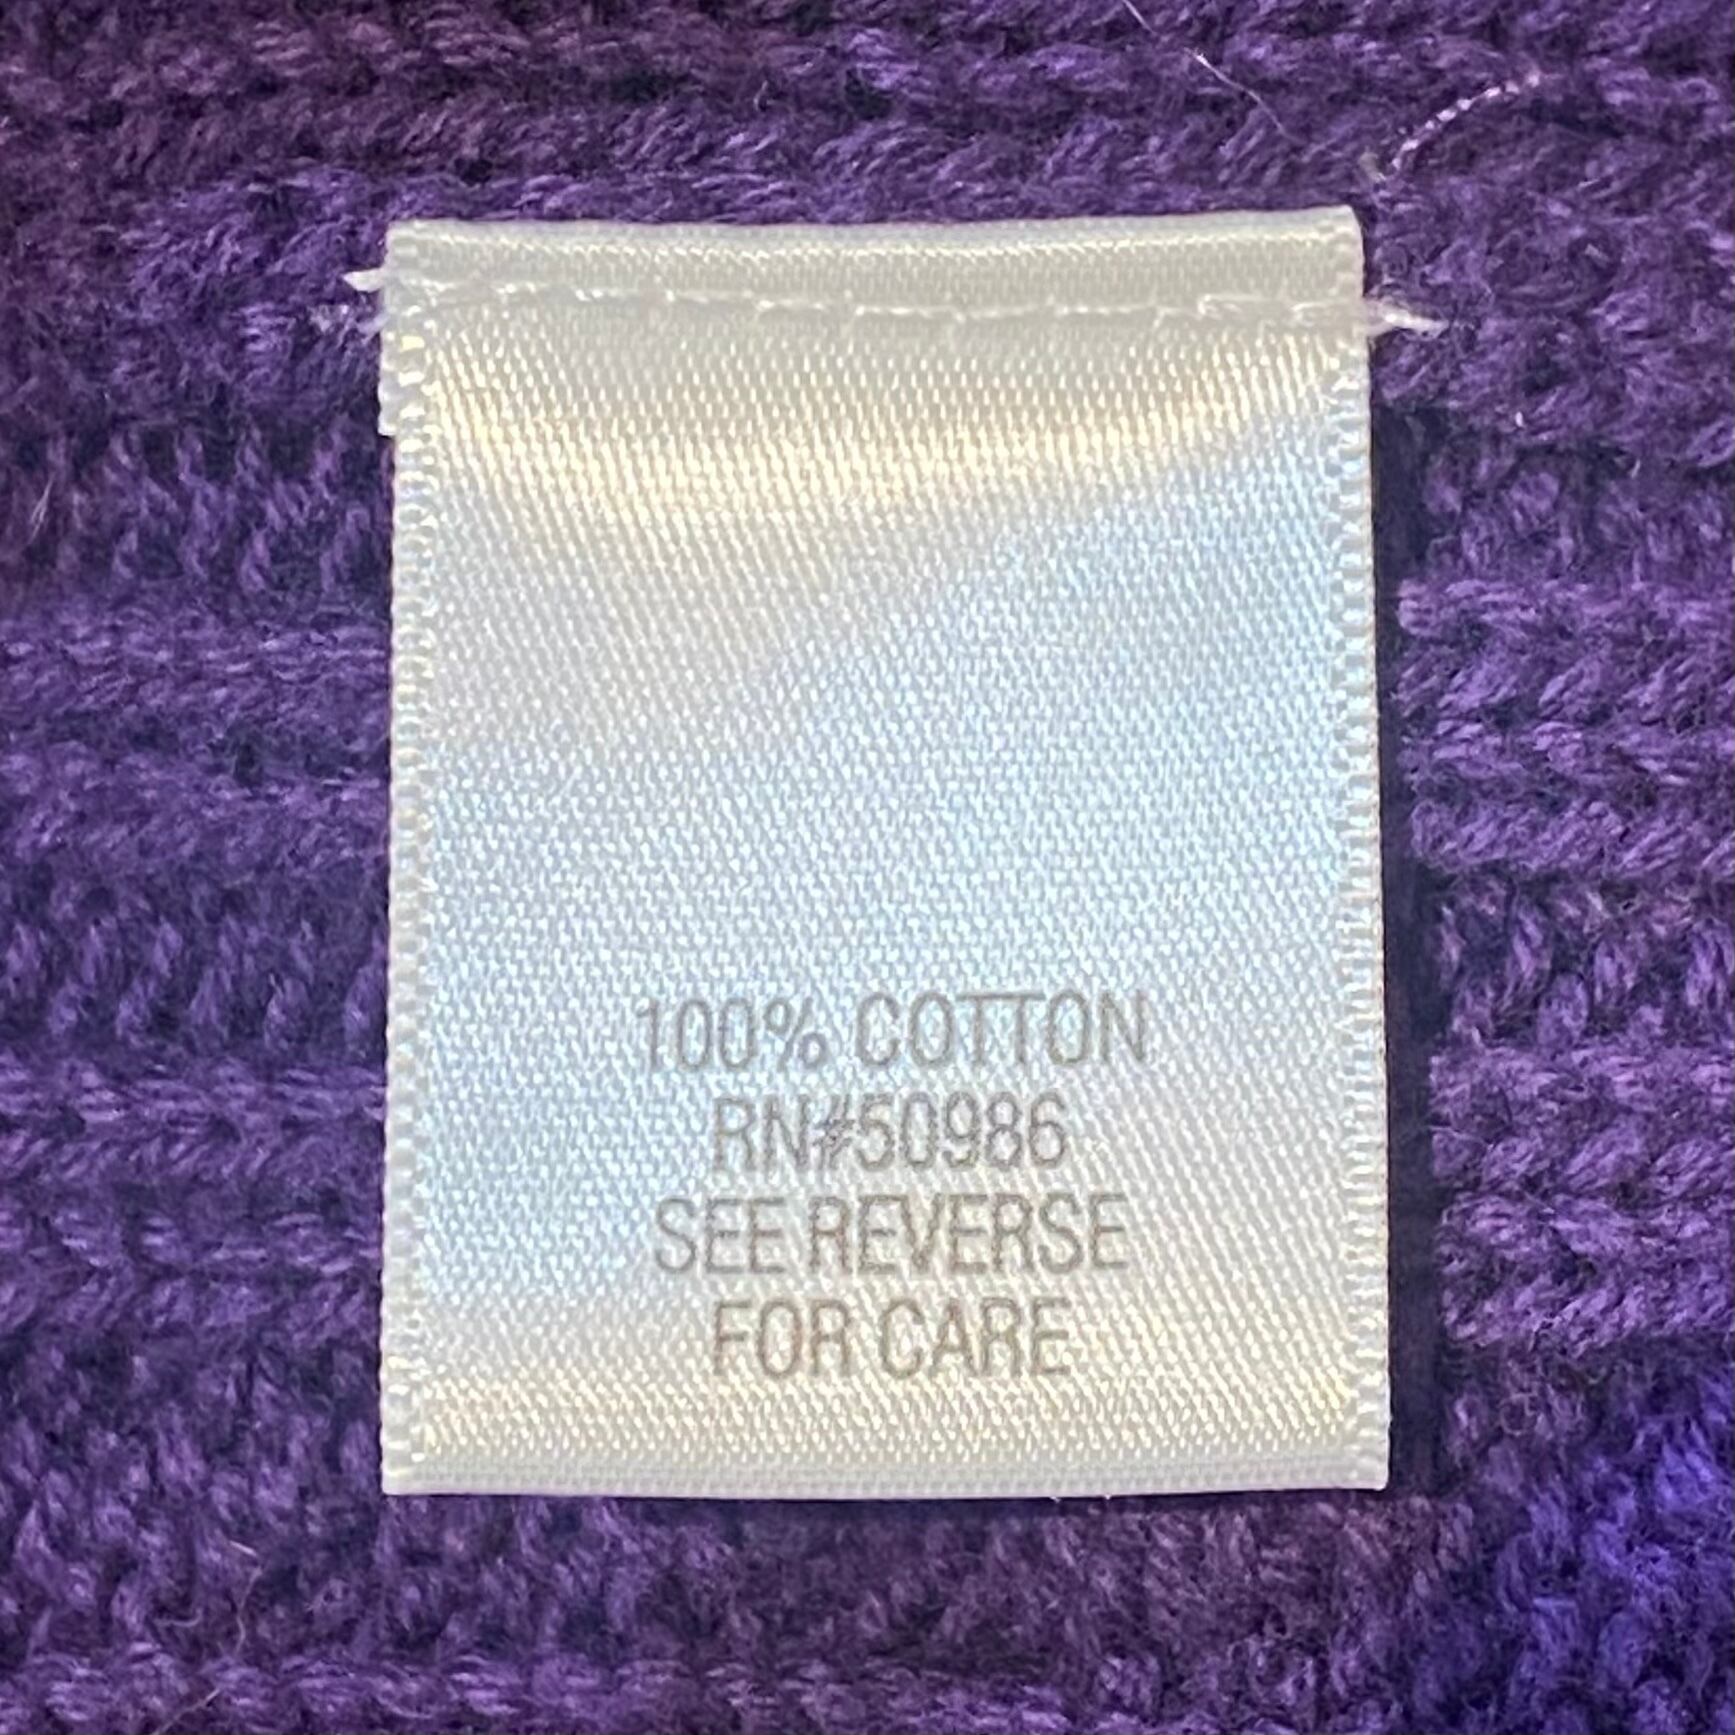 100% COTTON
RN#50986
SEE REVERSE
FOR CARE